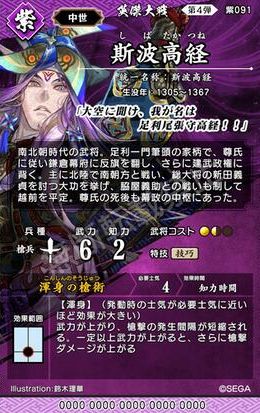 紫
中世
英傑大戦
第4弾
紫091
しばたかつね
斯波高経
統一名称：斯波高経
生没年：1305～1367
「大空に聞け、我が名は
足利尾張守高経！！」
南北朝時代の武将。足利一門筆頭の家柄で、尊氏
に従い鎌倉幕府に反旗を翻し、さらに建武政権に
背く。主に北陸で南朝方と戦い、総大将の新田義
貞を討つ大功を挙げ、脇屋義助との戦いも制して
越前を平定。尊氏の死後も幕政の中枢にあった。
兵種 武力 知力 武将コスト
槍兵 6 2 特技 技巧
こんしんのそうじゅつ
渾身の槍術
必要士気 4
効果時間 知力時間
効果範囲
【渾身】（発動時の士気が必要士気に近い
ほど効果が大きい）
武力が上がり、槍撃の発生間隔が短縮され
る。一定以上武力が上がると、さらに槍撃
ダメージが上がる
Illustration:鈴木理華
©SEGA
0000 0000 0000 0000 0000